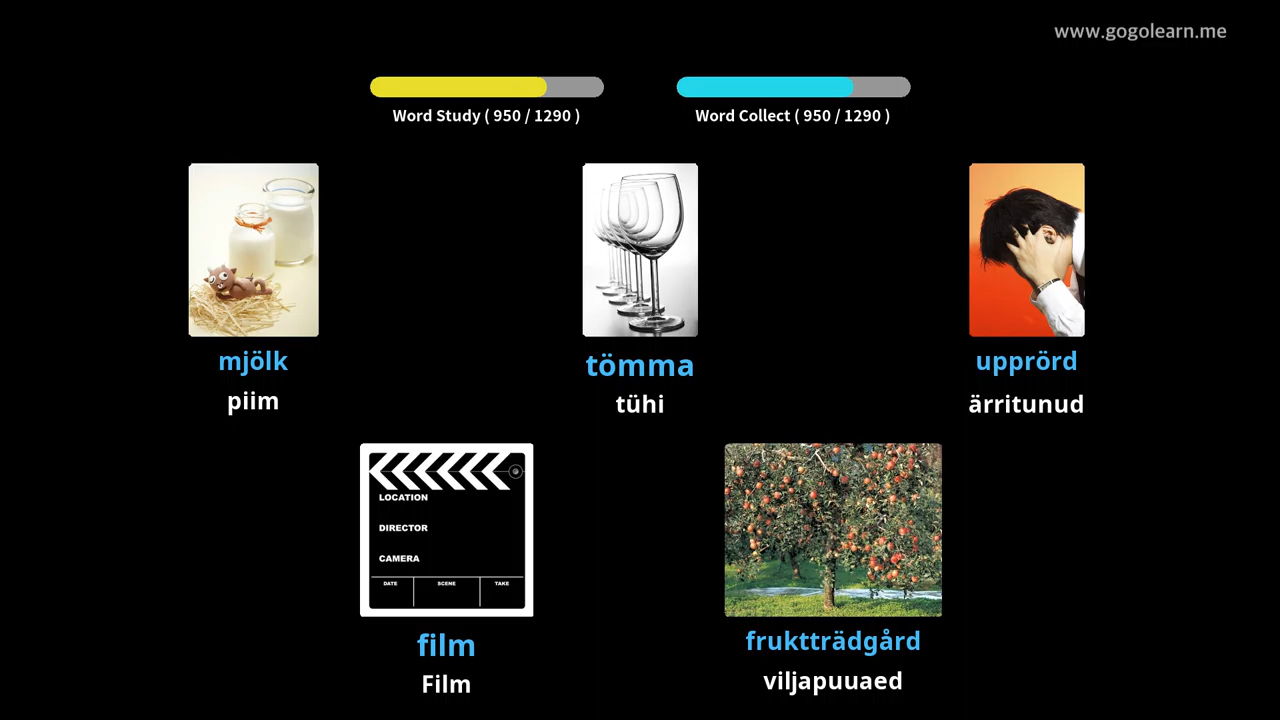 www.gogolearn.me
Word Study ( 950 / 1290 )
Word Collect ( 950 / 1290 )
mjölk
piim
tömma
tühi
upprörd
ärritunud
LOCATION
DIRECTOR
CAMERA
DATE SCENE TAKE
film
Film
fruktträdgård
viljapuuaed